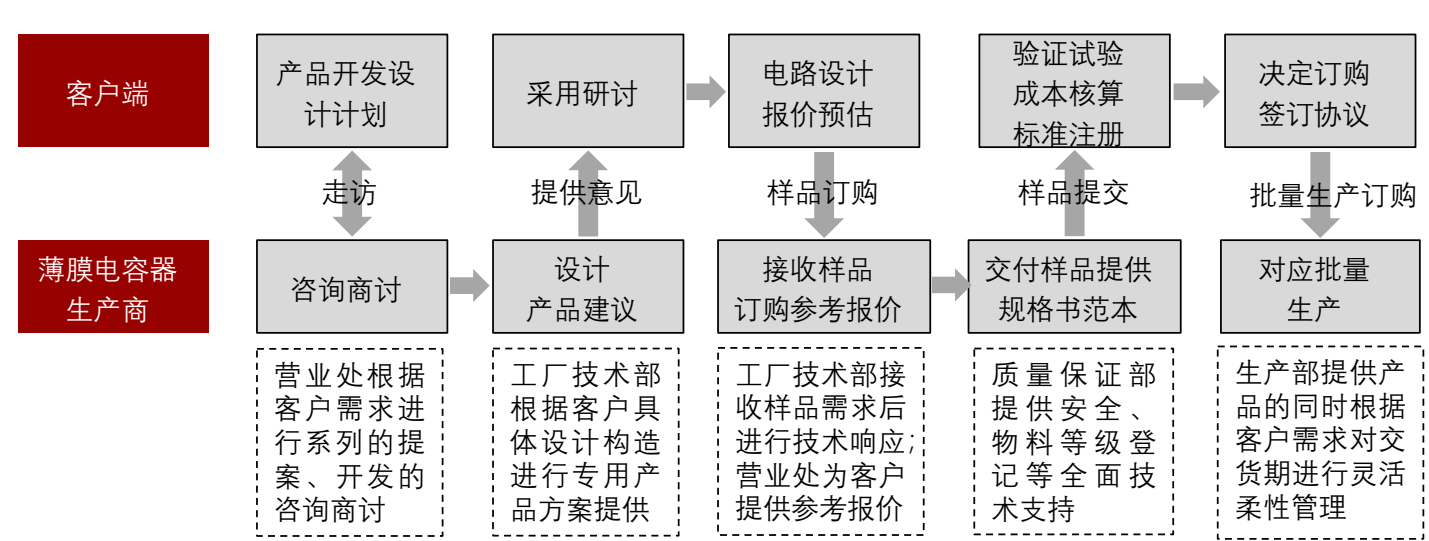 客户端
产品开发设
计计划
采用研讨
电路设计
报价预估
验证试验
成本核算
标准注册
决定订购
签订协议
走访
提供意见
样品订购
样品提交
批量生产订购
薄膜电容器
生产商
咨询商讨
设计
产品建议
接收样品
订购参考报价
交付样品提供
规格书范本
对应批量
生产
营业处根据
客户需求进
行系列的提
案、开发的
咨询商讨
工厂技术部
根据客户具
体设计构造
进行专用产
品方案提供
工厂技术部接
收样品需求后
进行技术响应;
营业处为客户
提供参考报价
质量保证部
提供安全、
物料等级登
记等全面技
术支持
生产部提供产
品的同时根据
客户需求对交
货期进行灵活
柔性管理